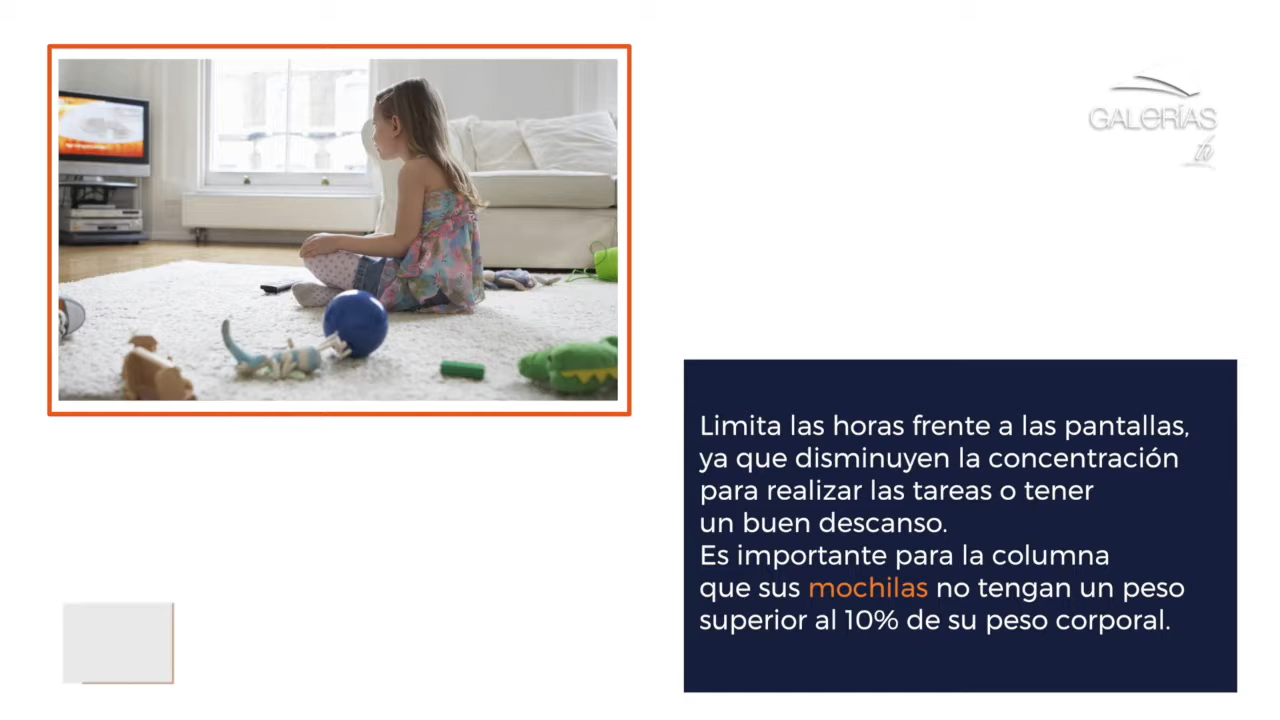 GALERÍAS
tv
Limita las horas frente a las pantallas,
ya que disminuyen la concentración
para realizar las tareas o tener
un buen descanso.
Es importante para la columna
que sus mochilas no tengan un peso
superior al 10% de su peso corporal.